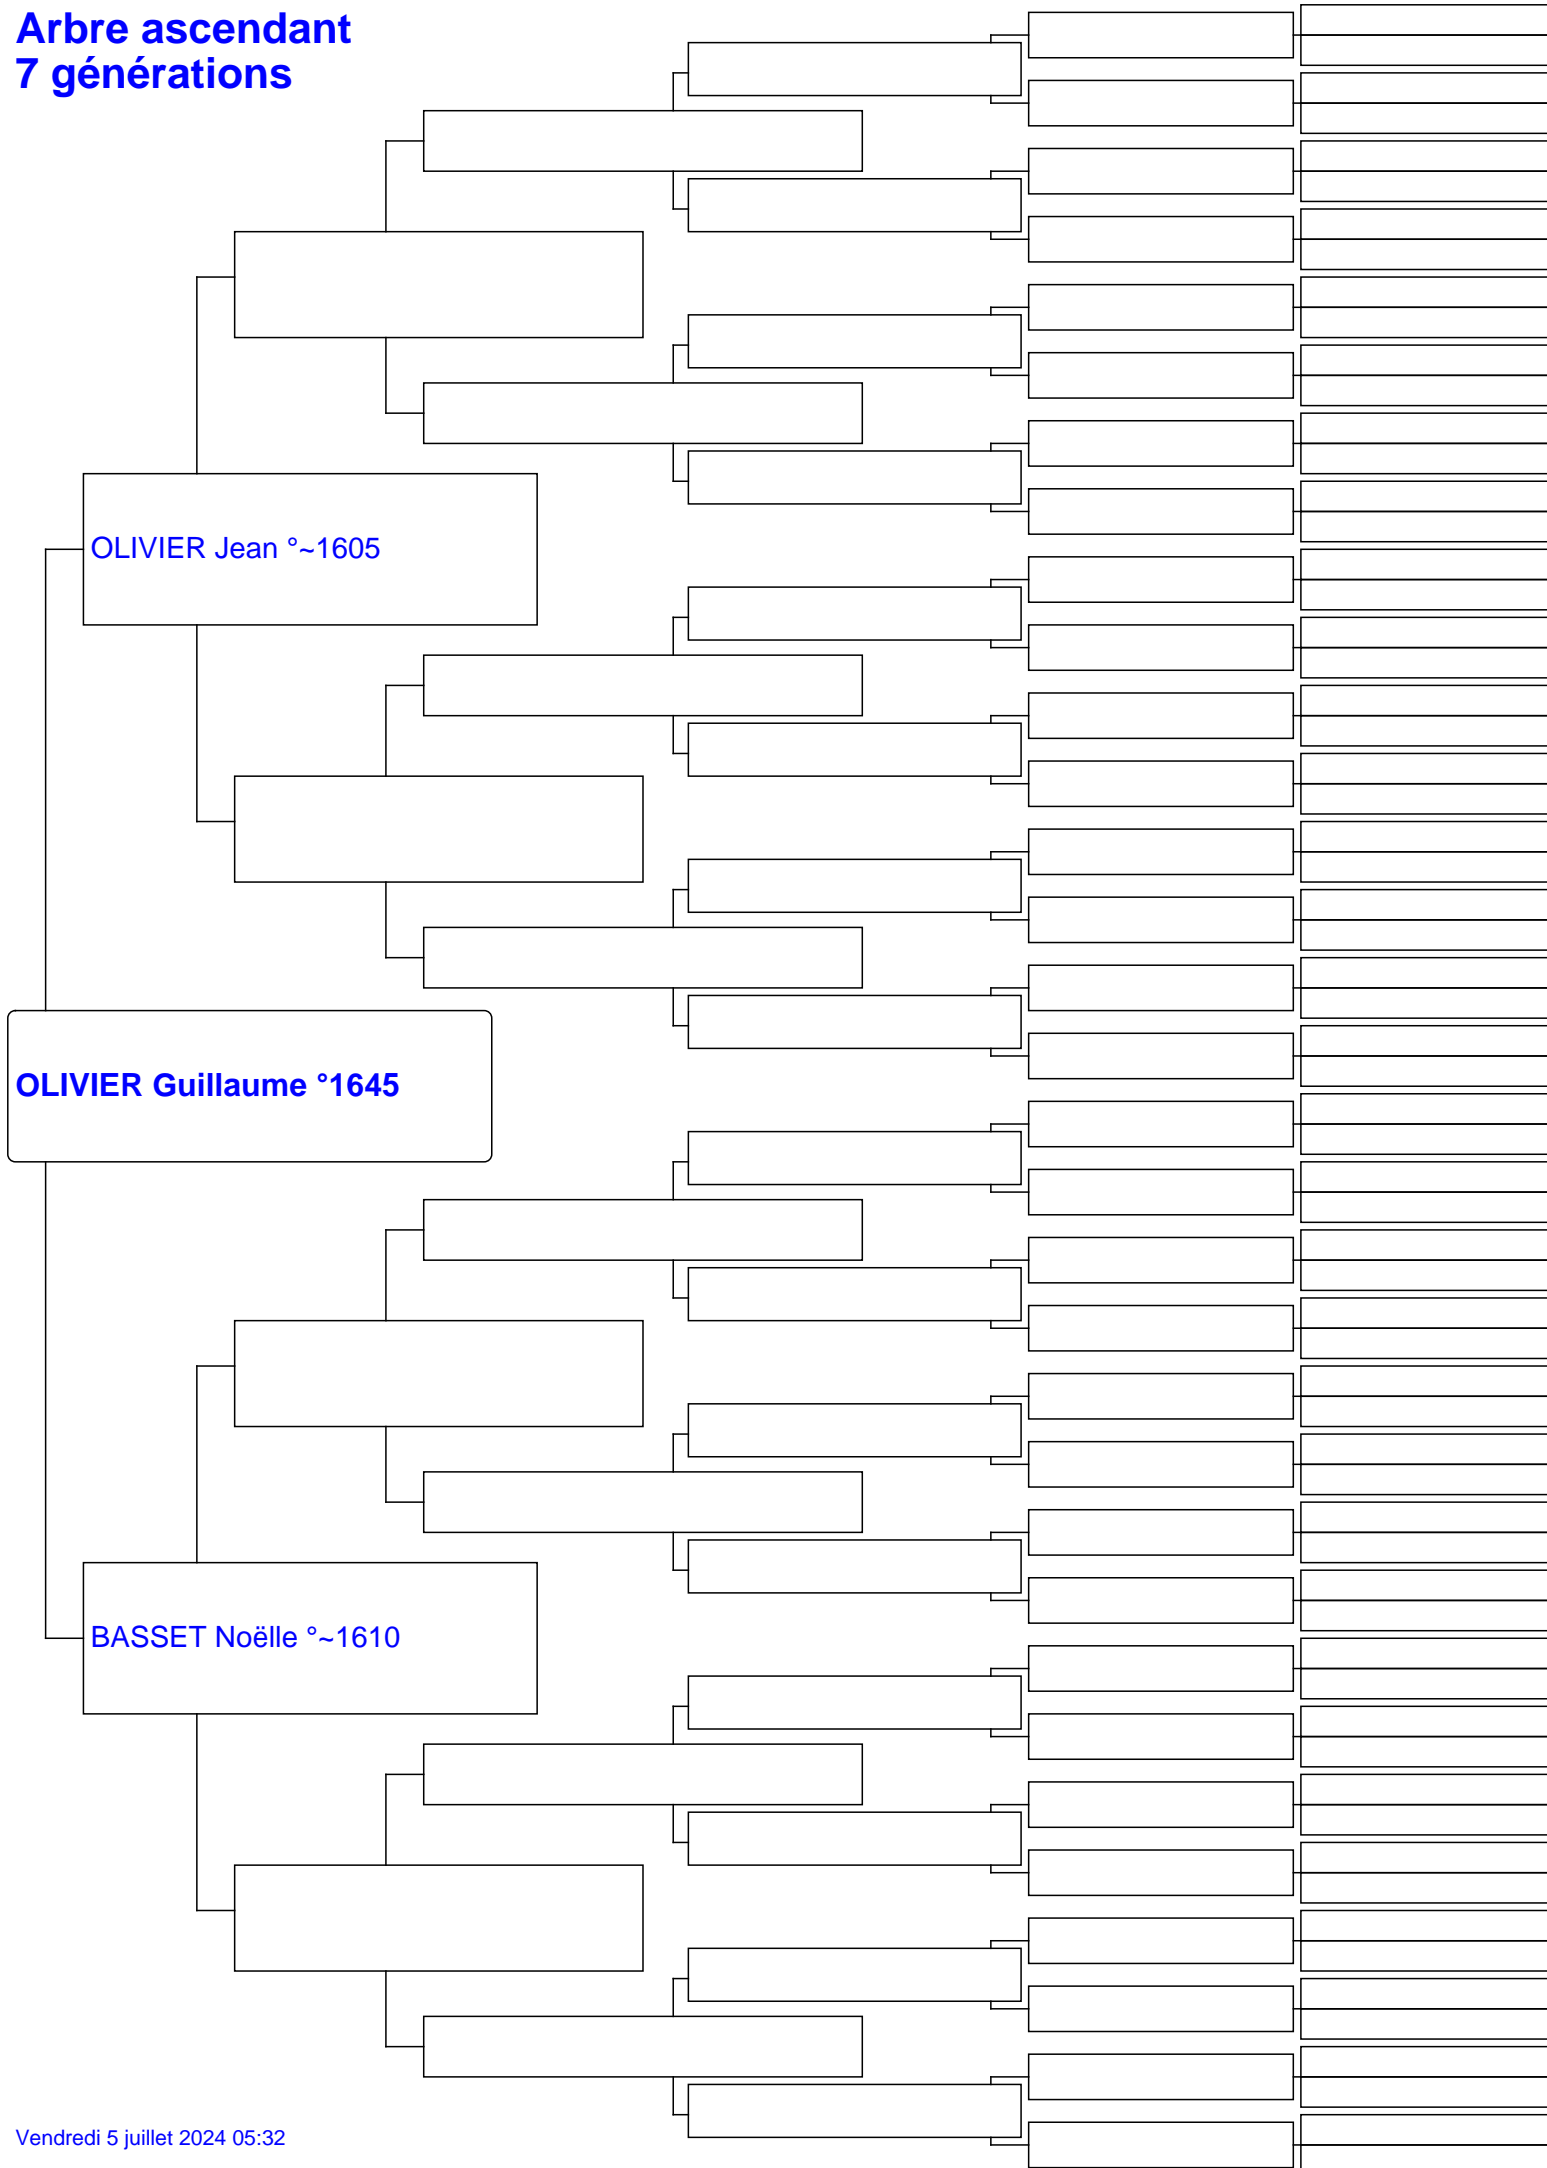 Arbre ascendant
7 générations
OLIVIER Jean °~1605
OLIVIER Guillaume °1645
BASSET Noëlle °~1610
Vendredi 5 juillet 2024 05:32